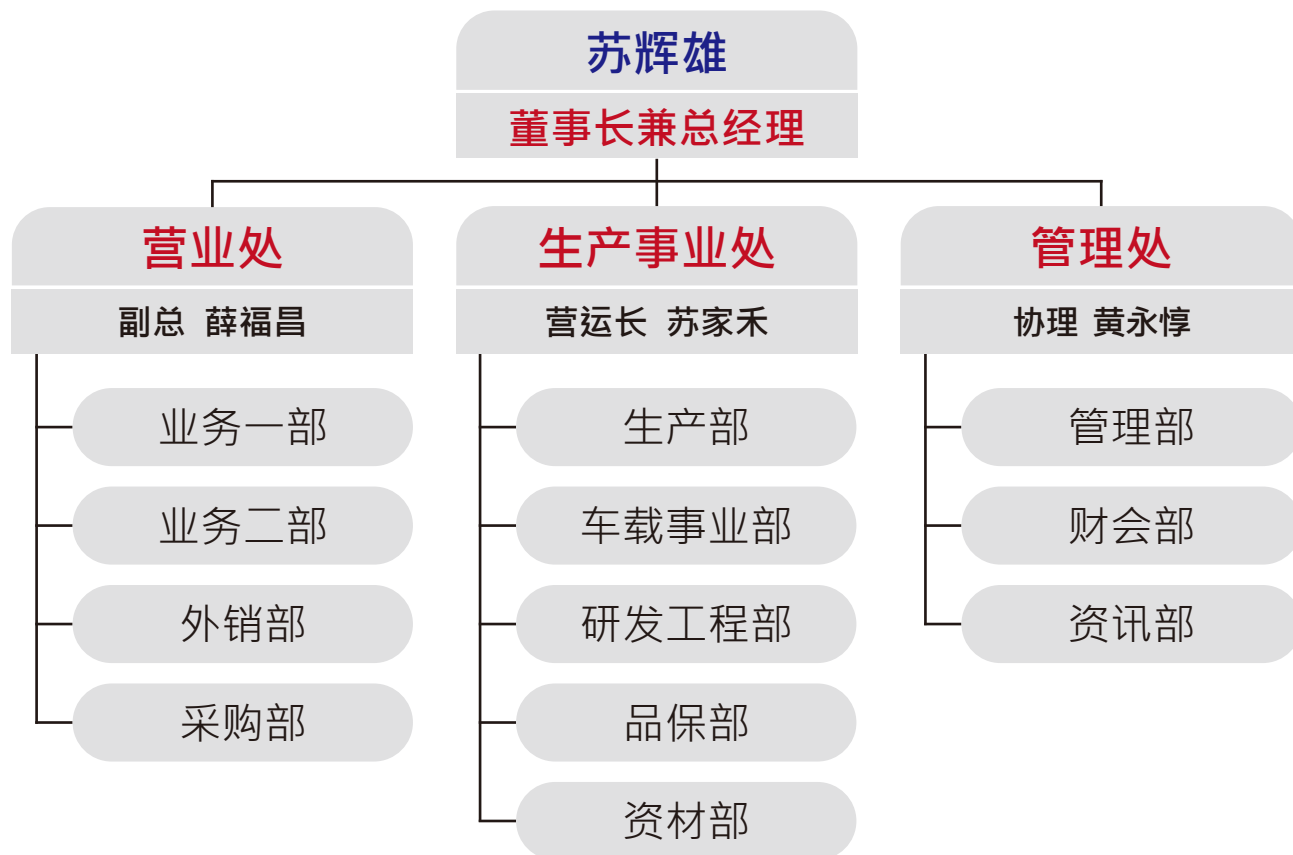 苏辉雄
董事长兼总经理
营业处
副总 薛福昌
业务一部
业务二部
外销部
采购部
生产事业处
营运长 苏家禾
生产部
车载事业部
研发工程部
品保部
资材部
管理处
协理 黄永惇
管理部
财会部
资讯部